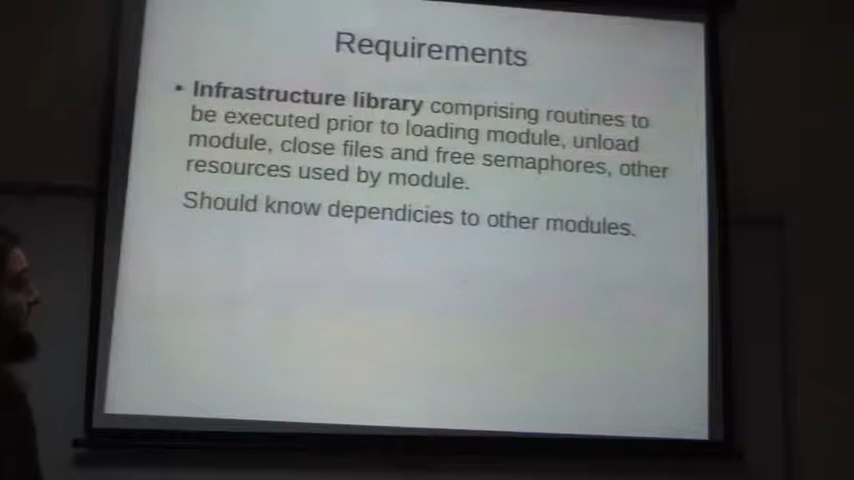 Requirements
• Infrastructure library comprising routines to
be executed prior to loading module, unload
module, close files and free semaphores, other
resources used by module.
Should know dependicies to other modules.